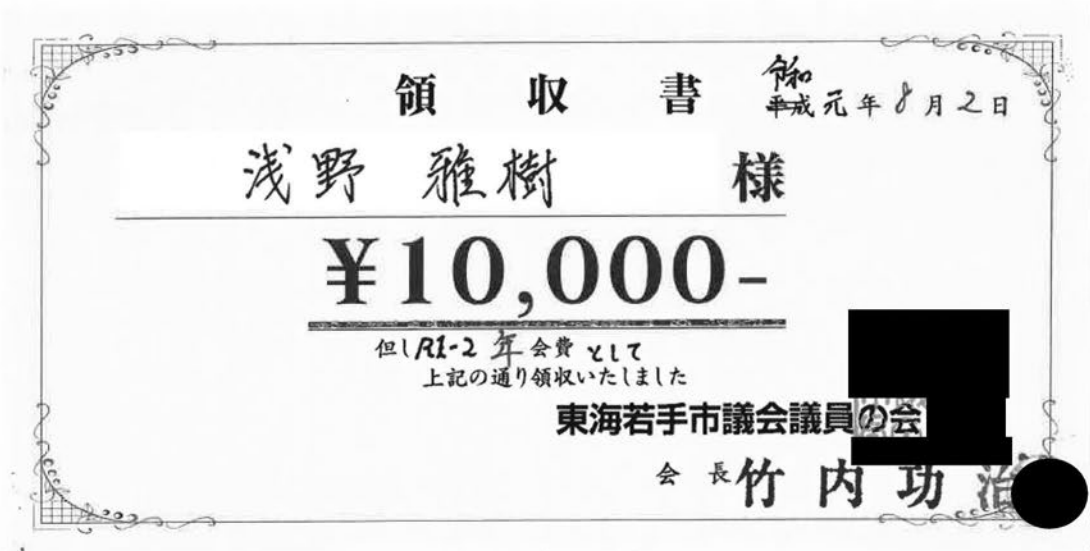 領収書
令和
平成元年8月2日
浅野 雅樹 様
¥10,000-
但しR1-2年会費として
上記の通り領収いたしました
東海若手市議会議員の会
会長 竹内功治